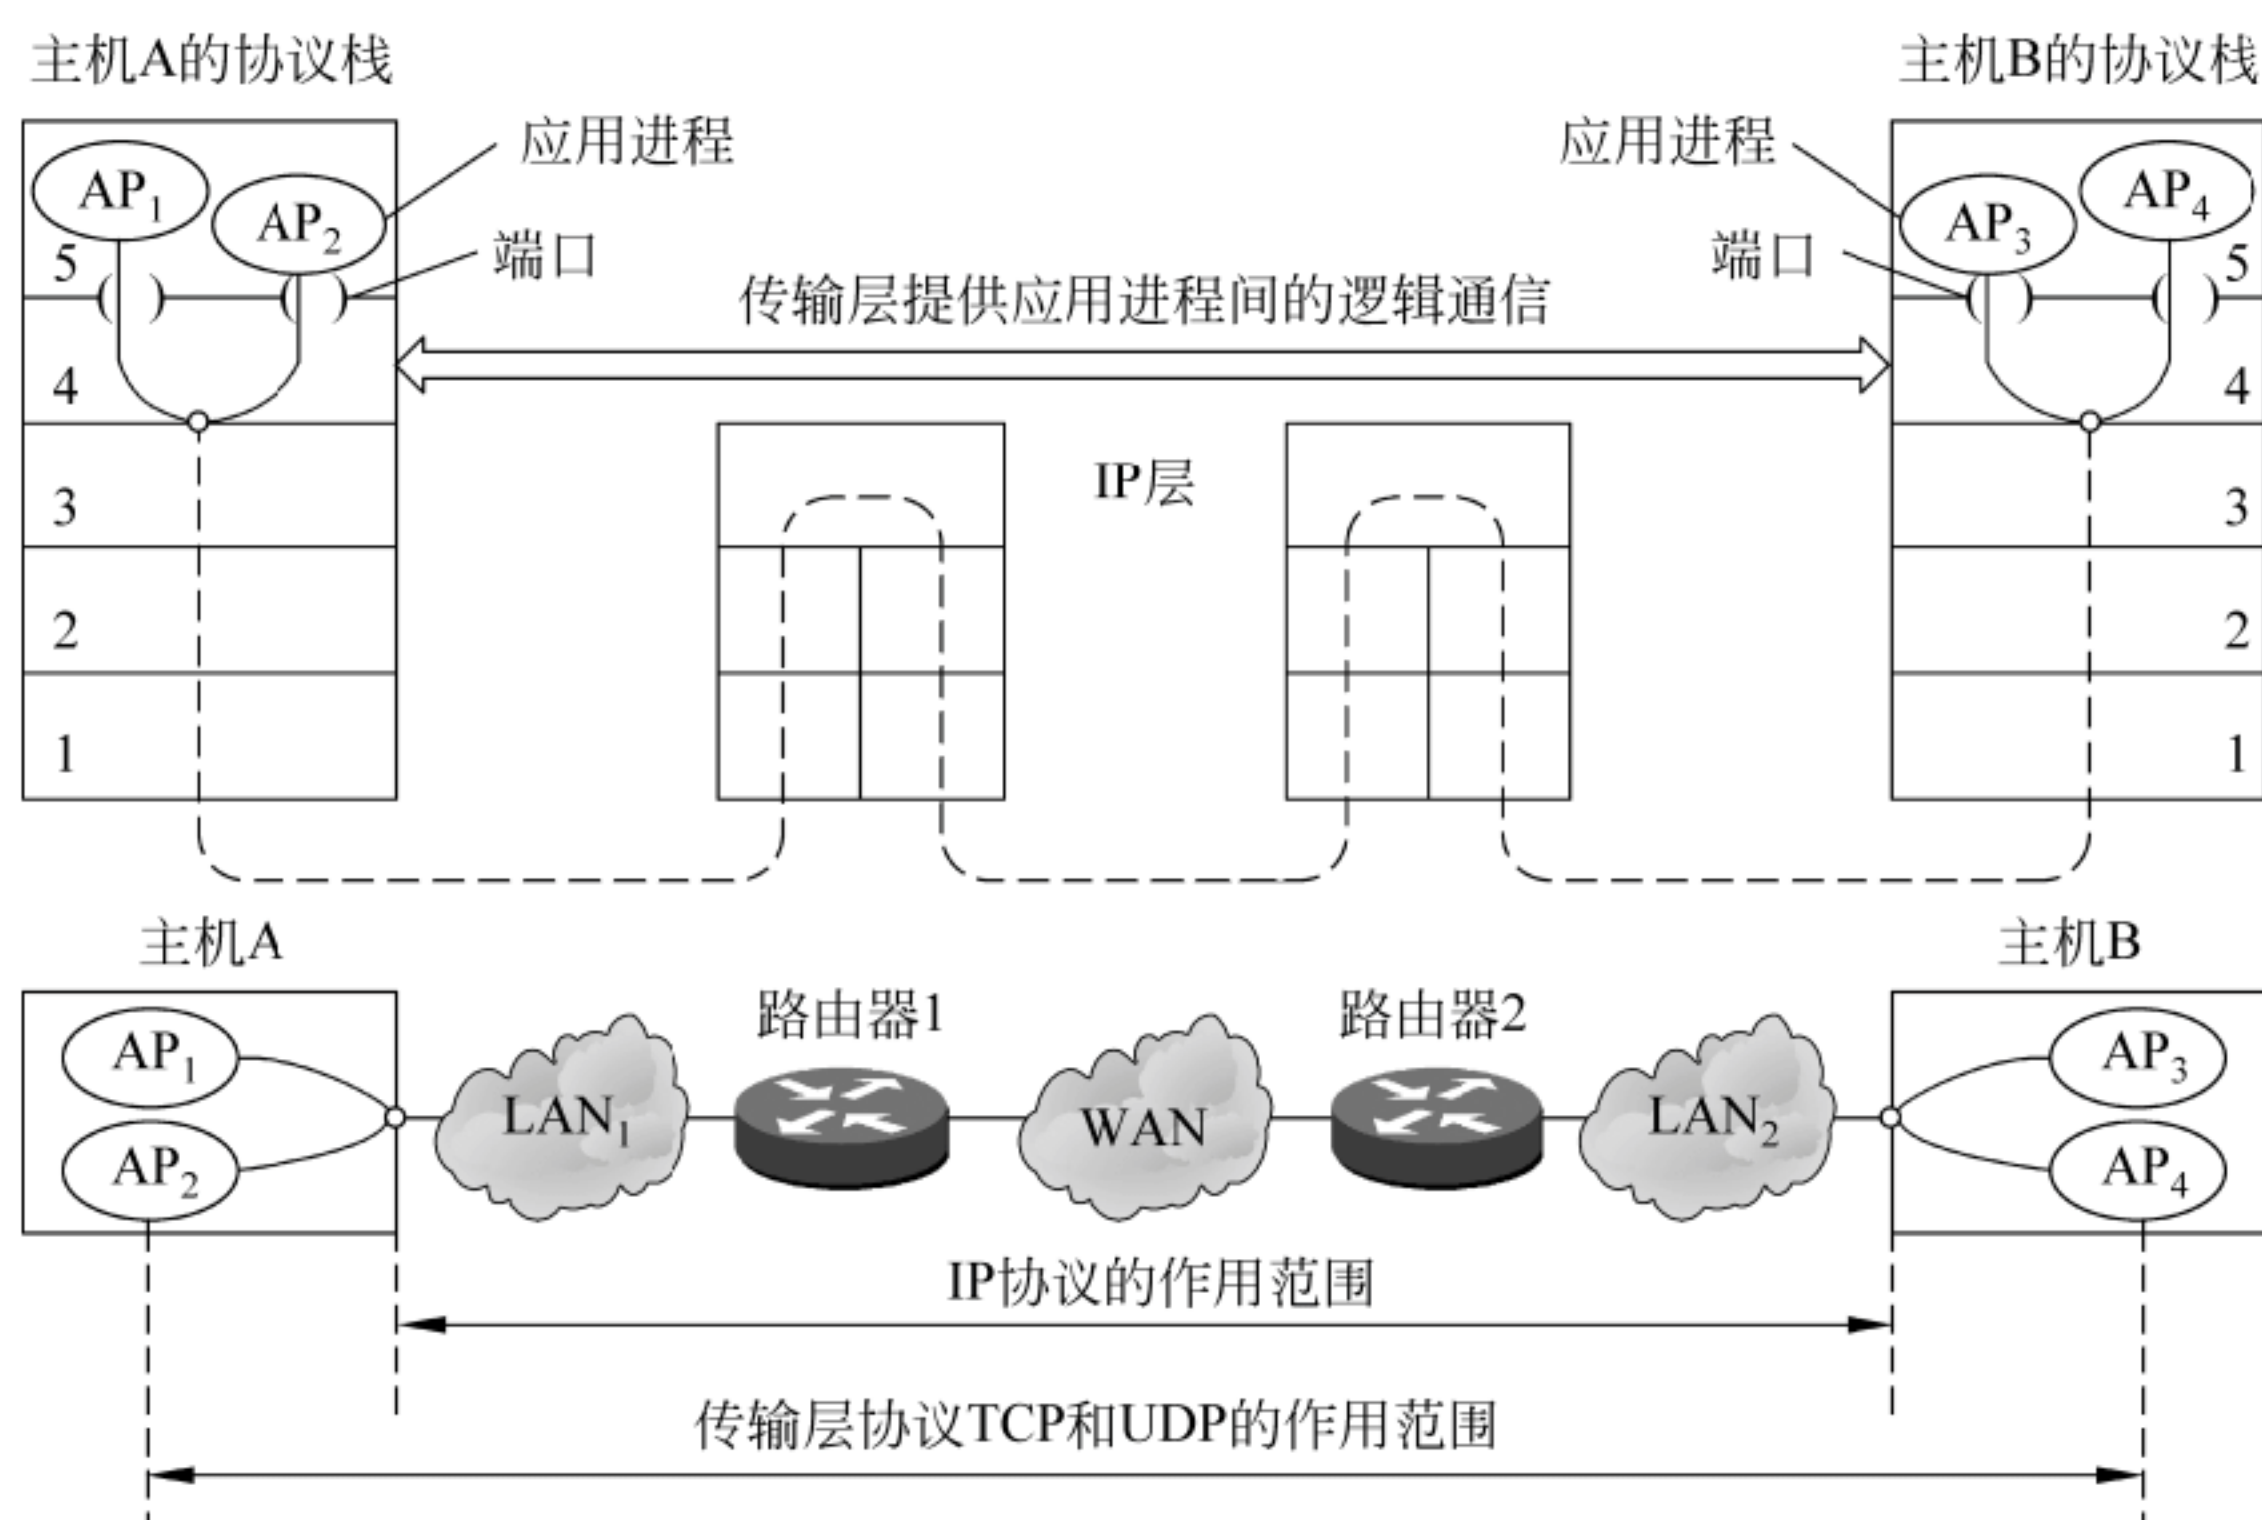 主机A的协议栈
主机B的协议栈
应用进程
应用进程
AP1
AP2
AP3
AP4
端口
端口
5
5
传输层提供应用进程间的逻辑通信
4
4
IP层
3
3
2
2
1
1
主机A
主机B
路由器1
路由器2
AP1
AP3
LAN1
WAN
LAN2
AP2
AP4
IP协议的作用范围
传输层协议TCP和UDP的作用范围